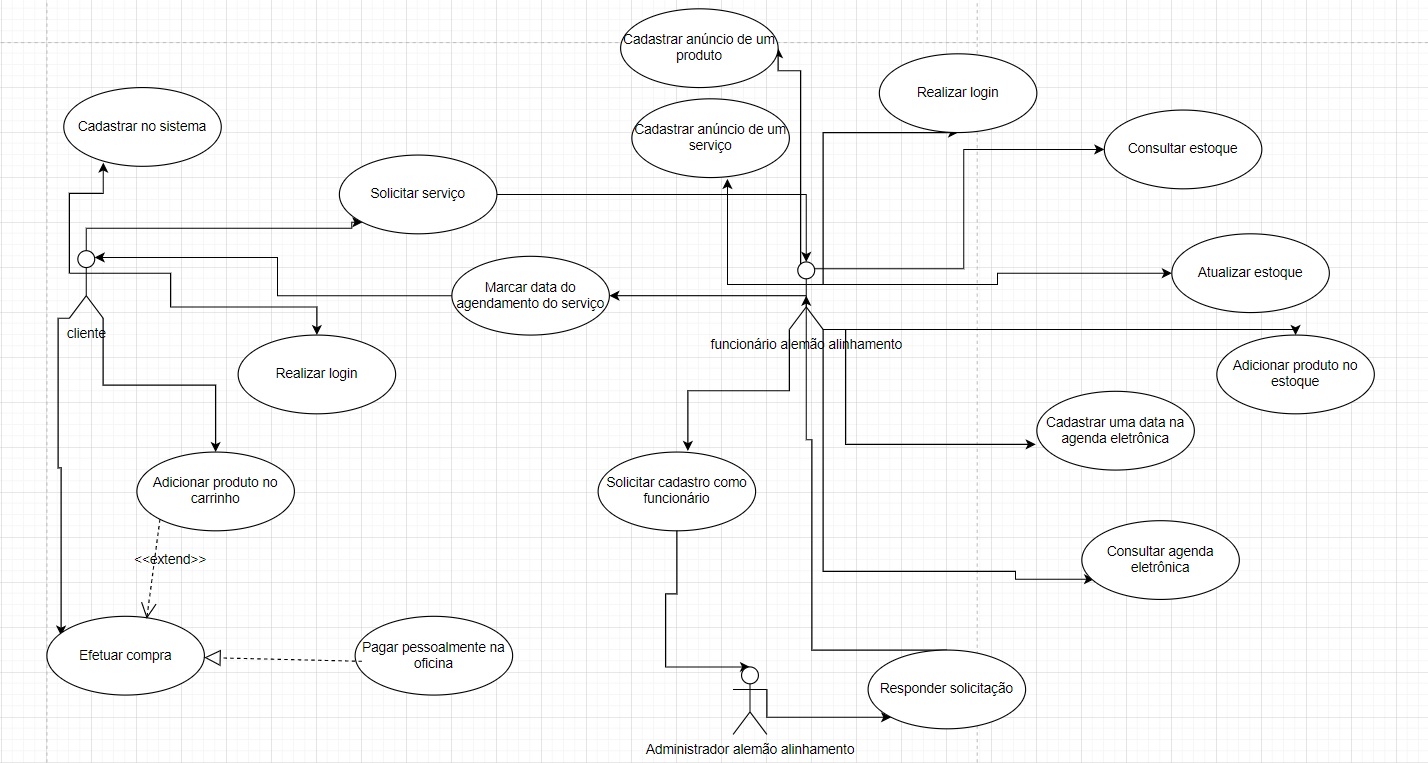 Cadastrar anúncio de um
produto
Realizar login
Cadastrar no sistema
Cadastrar anúncio de um
serviço
Consultar estoque
Solicitar serviço
Atualizar estoque
Marcar data do
agendamento do serviço
cliente
funcionário alemão alinhamento
Realizar login
Adicionar produto no
estoque
Cadastrar uma data na
agenda eletrônica
Adicionar produto no
carrinho
Solicitar cadastro como
funcionário
<<extend>>
Consultar agenda
eletrônica
Efetuar compra
Pagar pessoalmente na
oficina
Responder solicitação
Administrador alemão alinhamento